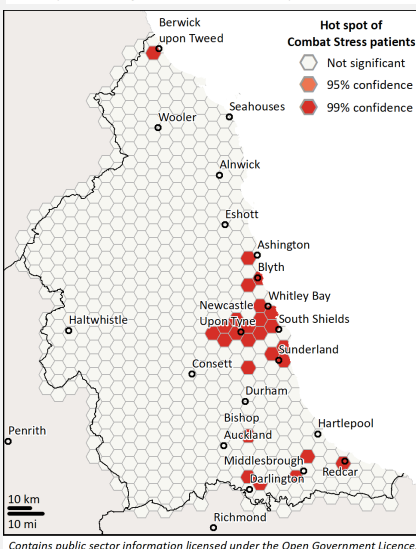 Berwick
upon Tweed
Hot spot of
Combat Stress patients
Not significant
95% confidence
99% confidence
Seahouses
Wooler
Alnwick
Eshott
Ashington
Blyth
Whitley Bay
Newcastle
Upon Tyne
South Shields
Haltwhistle
Sunderland
Consett
Durham
Bishop
Auckland
Hartlepool
Penrith
Middlesbrough
Redcar
Darlington
10 km
10 mi
Richmond
Contains public sector information licensed under the Open Government Licence